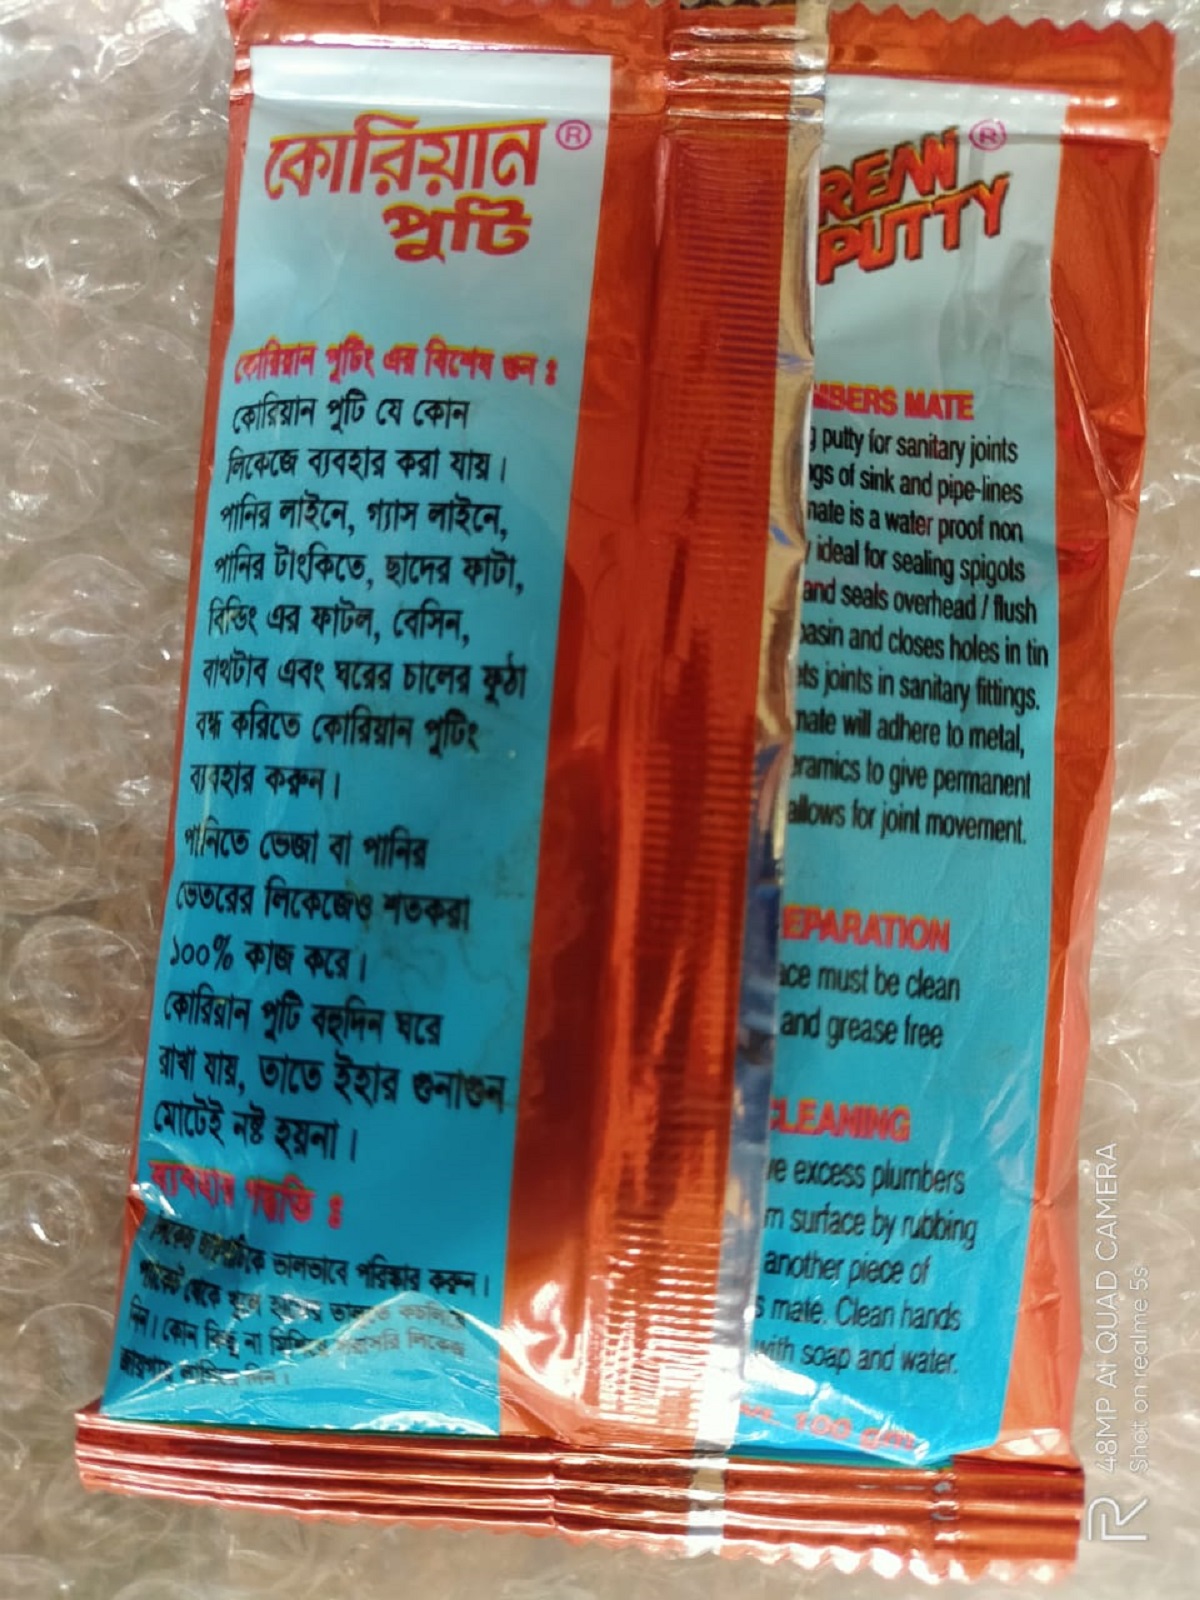 কোরিয়ান ®
পুটি
কোরিয়ান পুটিং এর বিশেষ গুন ঃ
কোরিয়ান পুটি যে কোন
লিকেজে ব্যবহার করা যায়।
পানির লাইনে, গ্যাস লাইনে,
পানির টাংকিতে, ছাদের ফাটা,
বিল্ডিং এর ফাটল, বেসিন,
বাথটাব এবং ঘরের চালের ফুঠা
বন্ধ করিতে কোরিয়ান পুটিং
ব্যবহার করুন।
পানিতে ভেজা বা পানির
ভেতরের লিকেজেও শতকরা
১০০% কাজ করে।
কোরিয়ান পুটি বহুদিন ঘরে
রাখা যায়, তাতে ইহার গুনাগুন
মোটেই নষ্ট হয়না।
ব্যবহার পদ্ধতি ঃ
লিকেজ ভালভাবে পরিষ্কার করুন।
থেকে খুলে
দিন। কোন কিছু না মিশিয়ে সরাসরি লিকেজ
জায়গায় লাগিয়ে দিন।
REAN ®
PUTTY
MBERS MATE
g putty for sanitary joints
ngs of sink and pipe-lines
mate is a water proof non
y ideal for sealing spigols
and seals overhead / flush
basin and closes holes in tin
ets joints in sanitary fittings.
mate will adhere to metal,
eramics to give permanent
allows for joint movement.
EPARATION
ace must be clean
and grease free
CLEANING
ve excess plumbers
m surface by rubbing
another piece of
s mate. Clean hands
with soap and water.
100 gm.
48MP AI QUAD CAMERA
Shot on realme 5s
R